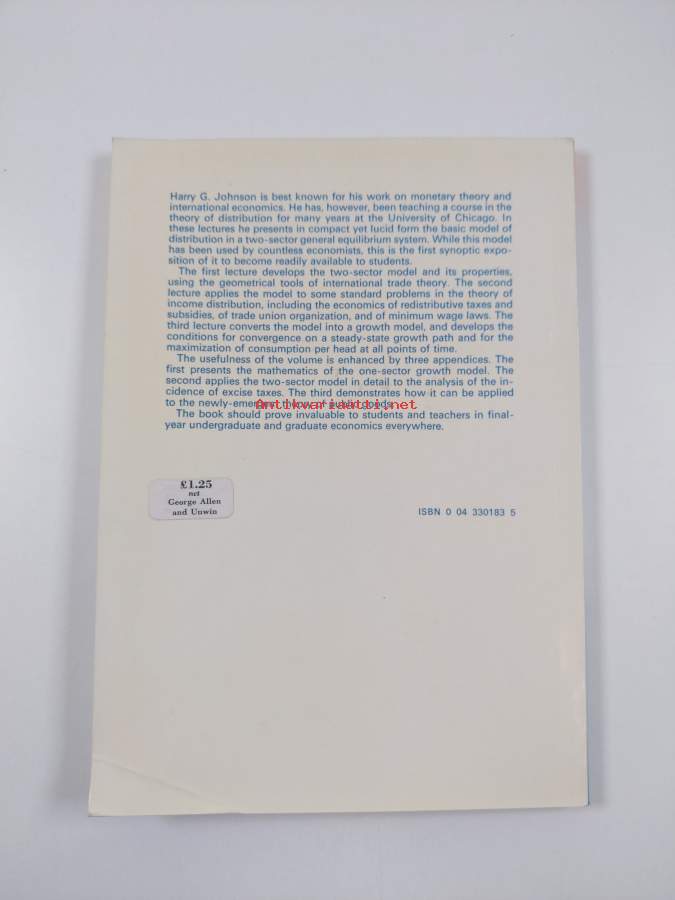 Harry G. Johnson is best known for his work on monetary theory and
international economics. He has, however, been teaching a course in the
theory of distribution for many years at the University of Chicago. In
these lectures he presents in compact yet lucid form the basic model of
distribution in a two-sector general equilibrium system. While this model
has been used by countless economists, this is the first synoptic expo-
sition of it to become readily available to students.
The first lecture develops the two-sector model and its properties,
using the geometrical tools of international trade theory. The second
lecture applies the model to some standard problems in the theory of
income distribution, including the economics of redistributive taxes and
subsidies, of trade union organization, and of minimum wage laws. The
third lecture converts the model into a growth model, and develops the
conditions for convergence on a steady-state growth path and for the
maximization of consumption per head at all points of time.
The usefulness of the volume is enhanced by three appendices. The
first presents the mathematics of the one-sector growth model. The
second applies the two-sector model in detail to the analysis of the in-
cidence of excise taxes. The third demonstrates how it can be applied
to the newly-emergent theory of public goods.
Antikvariaatti.net
The book should prove invaluable to students and teachers in final-
year undergraduate and graduate economics everywhere.
£1.25
net
George Allen
and Unwin
ISBN 0 04 330183 5